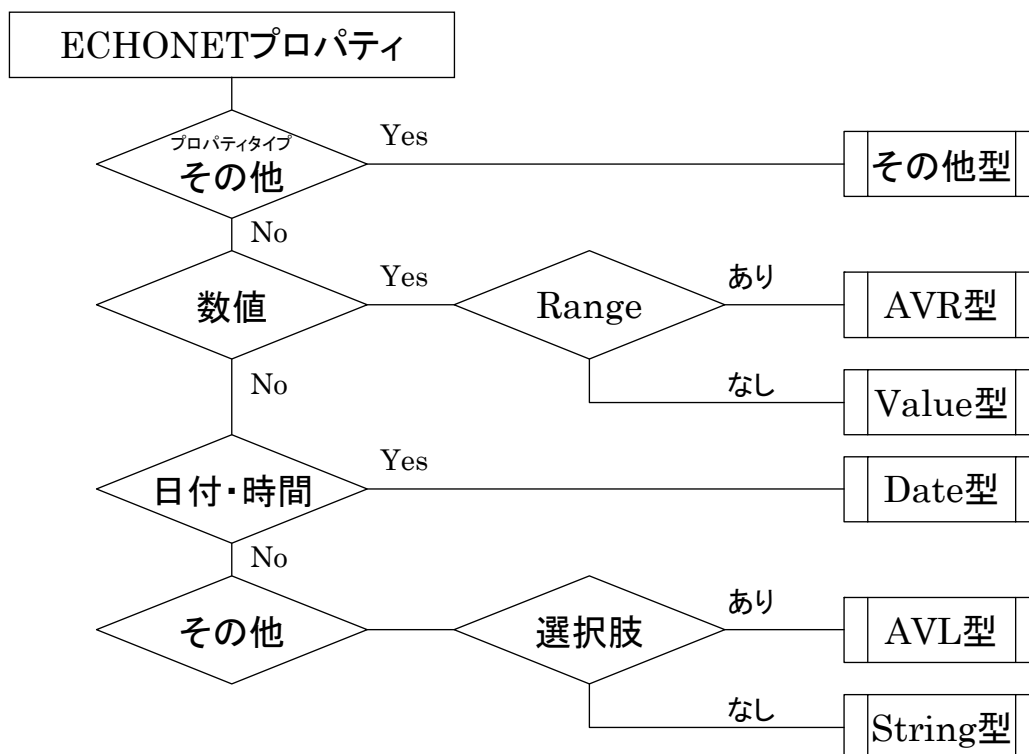 ECHONETプロパティ
プロパティタイプ
その他
Yes
その他型
No
数値
Yes
Range
あり
AVR型
No
なし
Value型
日付・時間
Yes
Date型
No
その他
選択肢
あり
AVL型
なし
String型